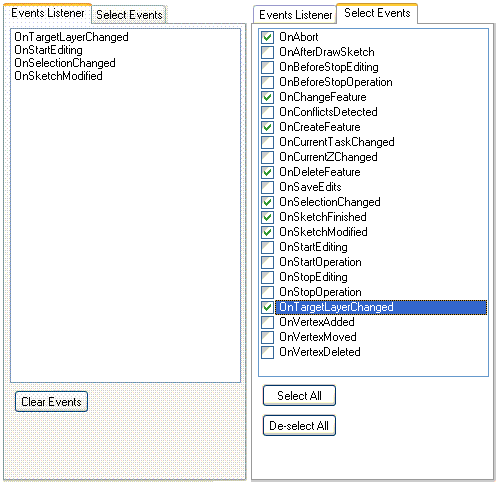 Events Listener Select Events
OnTargetLayerChanged
OnStartEditing
OnSelectionChanged
OnSketchModified
Clear Events
Events Listener Select Events
OnAbort
OnAfterDrawSketch
OnBeforeStopEditing
OnBeforeStopOperation
OnChangeFeature
OnConflictsDetected
OnCreateFeature
OnCurrentTaskChanged
OnCurrentZChanged
OnDeleteFeature
OnSaveEdits
OnSelectionChanged
OnSketchFinished
OnSketchModified
OnStartEditing
OnStartOperation
OnStopEditing
OnStopOperation
OnTargetLayerChanged
OnVertexAdded
OnVertexMoved
OnVertexDeleted
Select All
De-select All